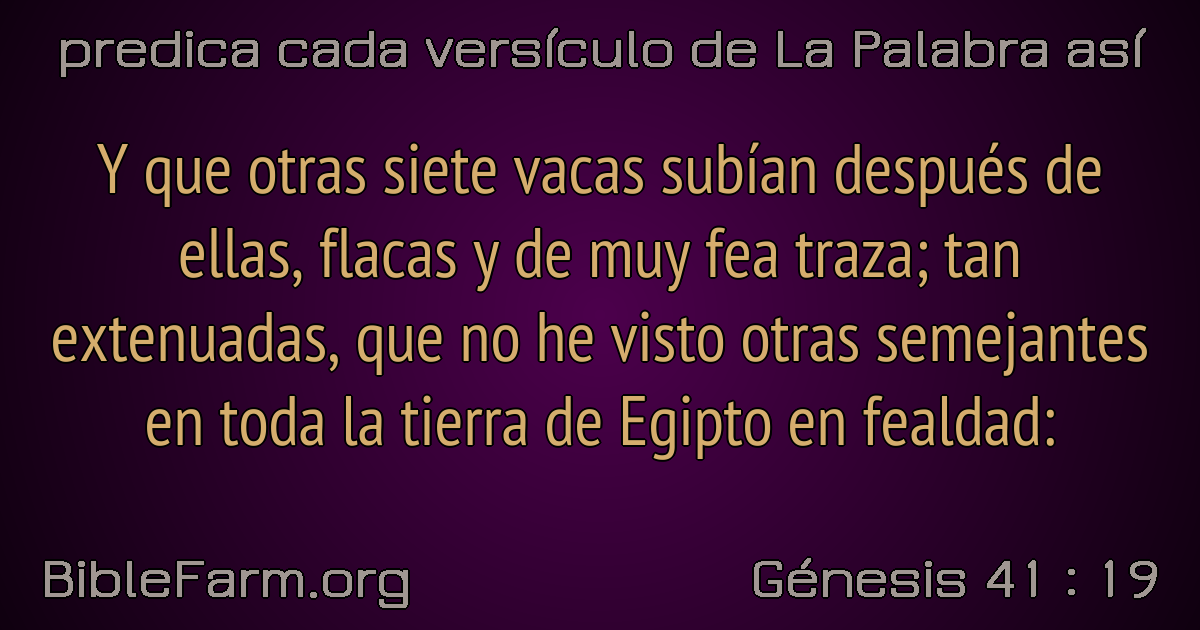 predica cada versículo de La Palabra así
Y que otras siete vacas subían después de
ellas, flacas y de muy fea traza; tan
extenuadas, que no he visto otras semejantes
en toda la tierra de Egipto en fealdad:
BibleFarm.org
Génesis 41 : 19